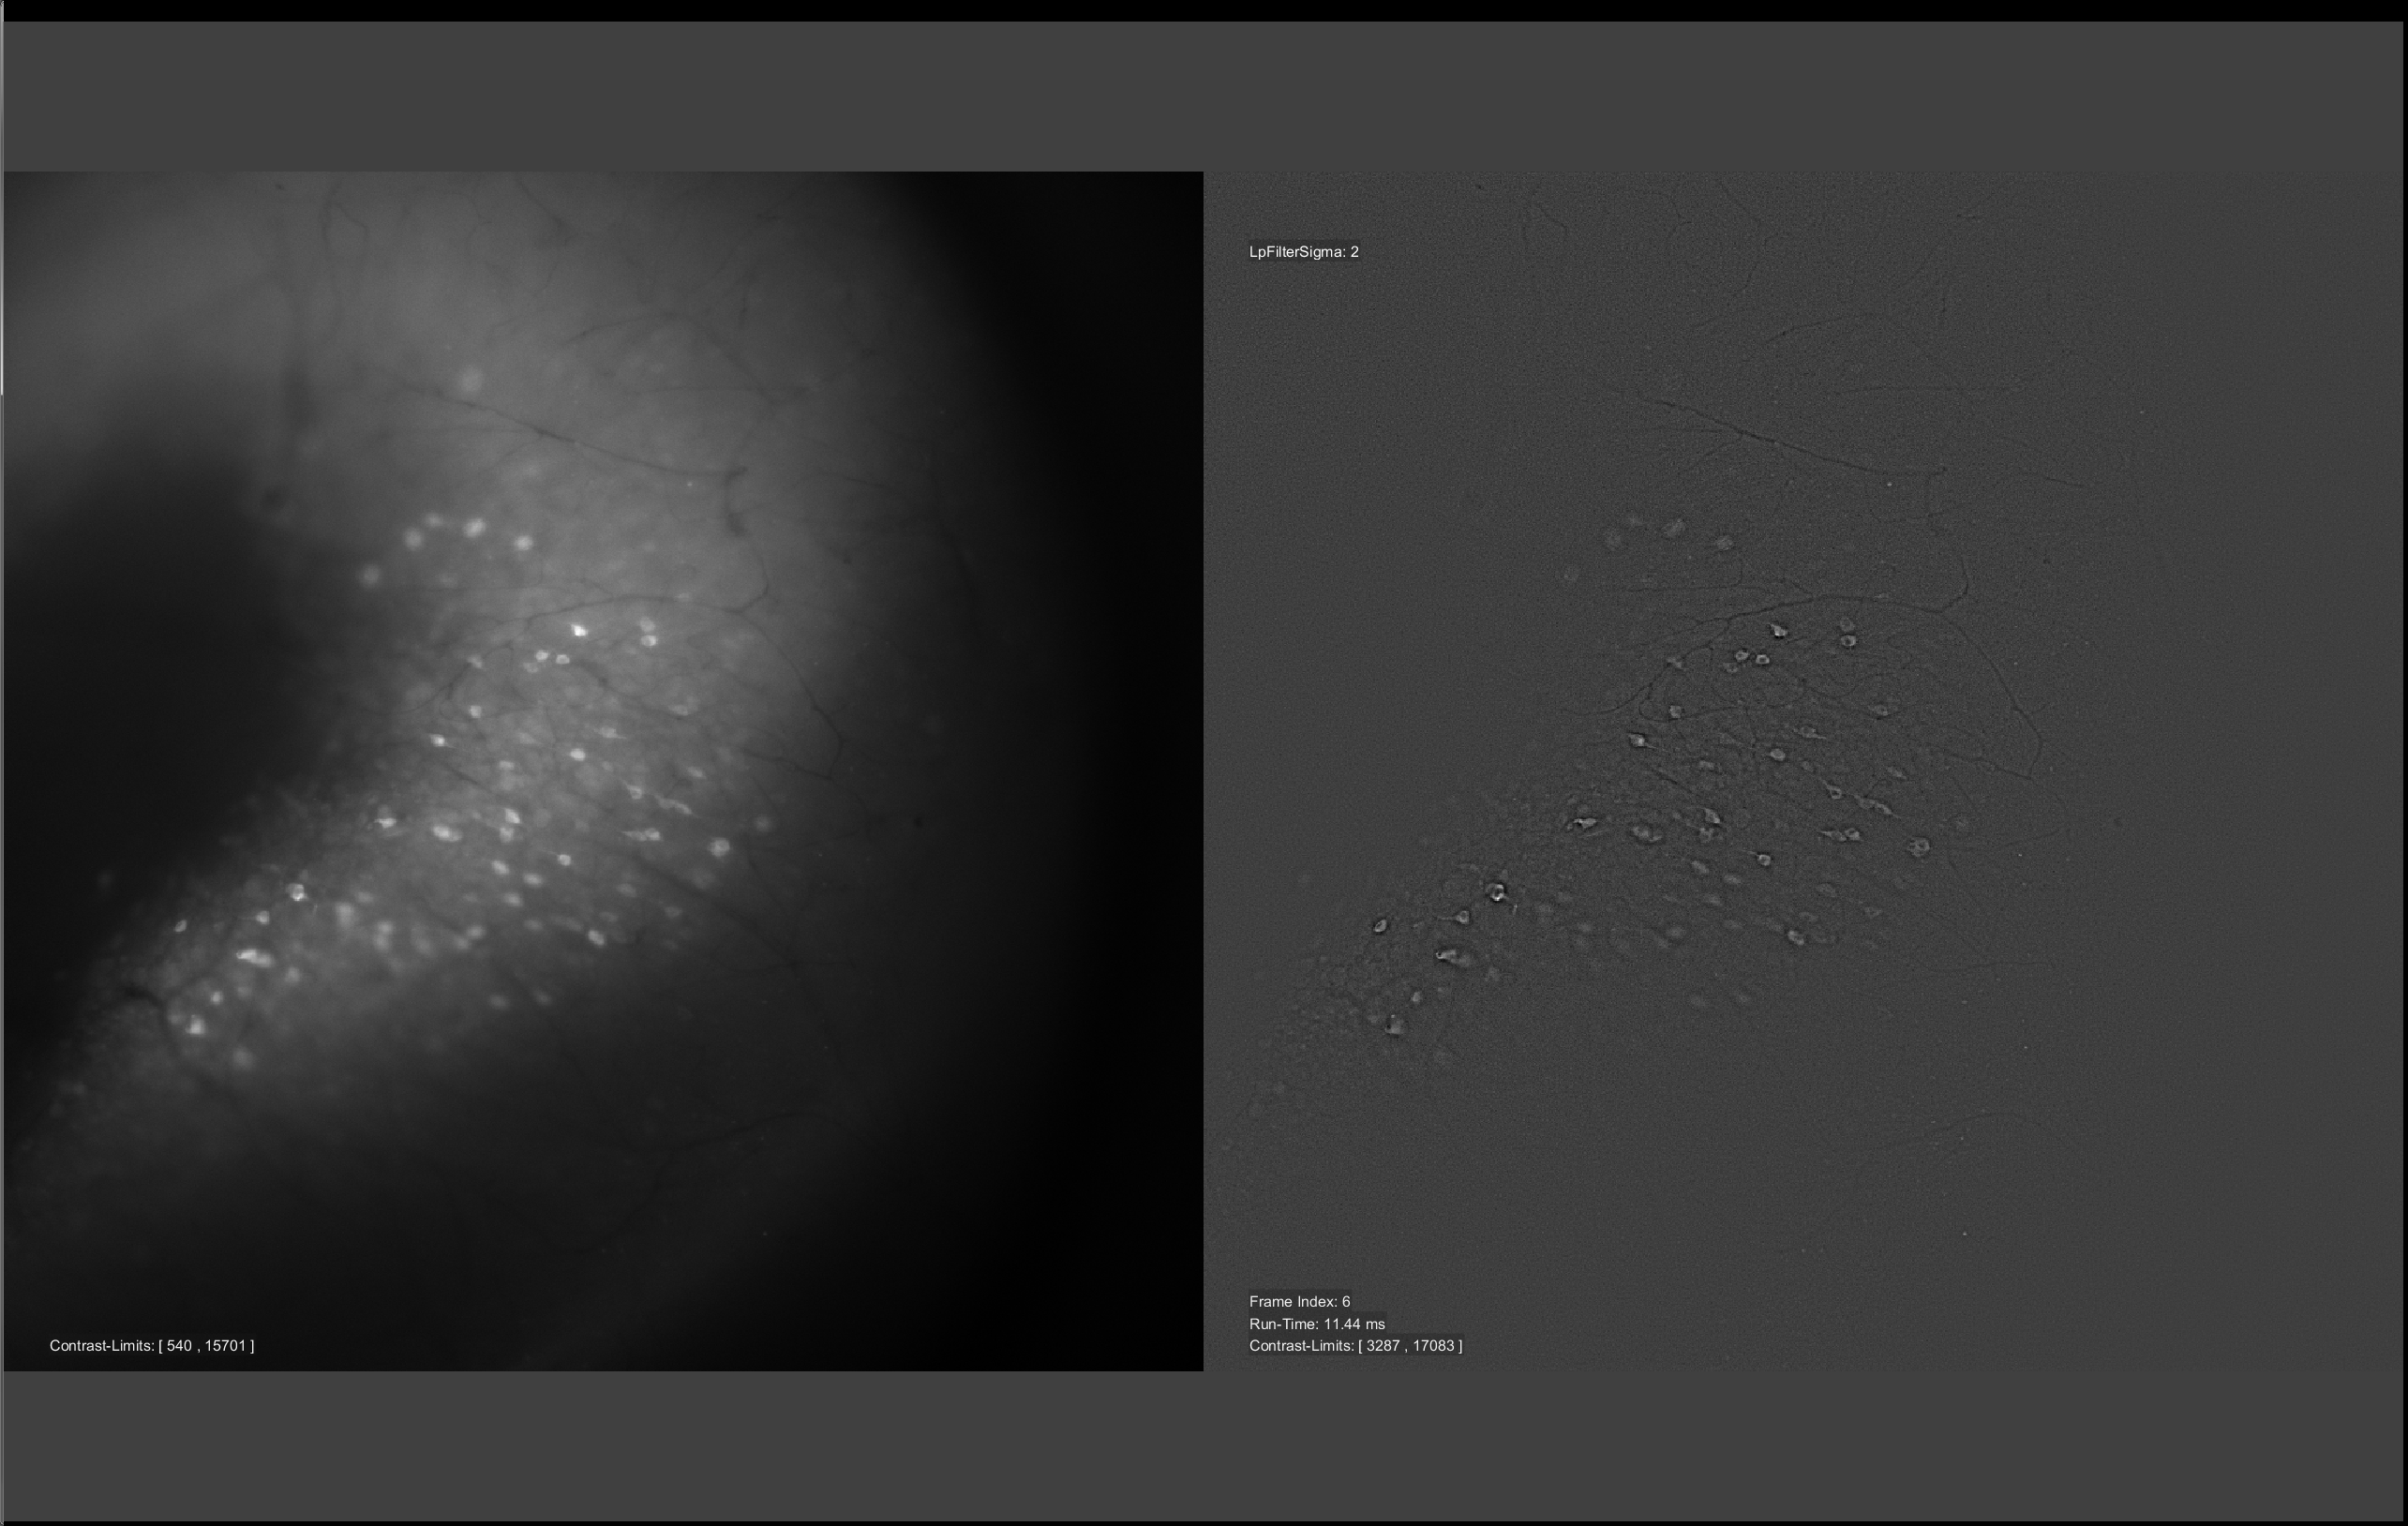 LpFilterSigma: 2
Frame Index: 6
Run-Time: 11.44 ms
Contrast-Limits: [ 540 , 15701 ]
Contrast-Limits: [ 3287 , 17083 ]